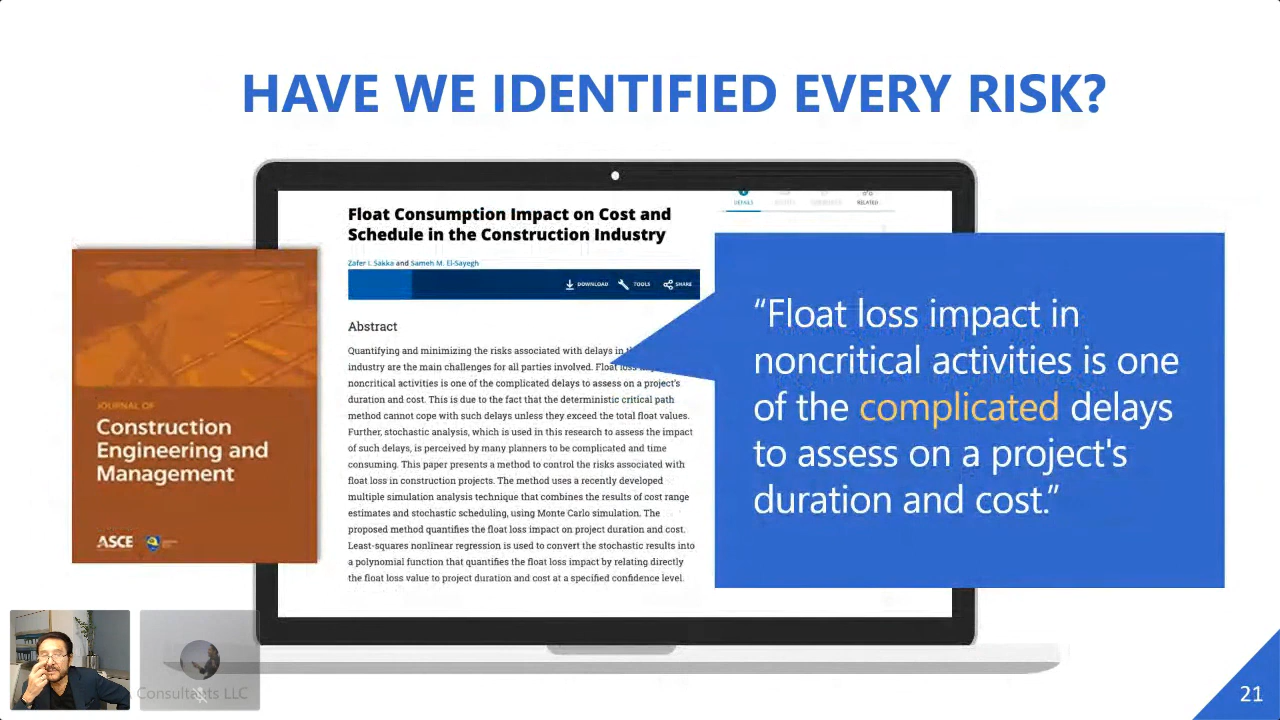 HAVE WE IDENTIFIED EVERY RISK?
DETAILS
RELATED
Float Consumption Impact on Cost and
Schedule in the Construction Industry
Zafer I. Sakka and Sameh M. El-Sayegh
DOWNLOAD TOOLS SHARE
Abstract
Quantifying and minimizing the risks associated with delays in
industry are the main challenges for all parties involved. Float loss
noncritical activities is one of the complicated delays to assess on a project's
duration and cost. This is due to the fact that the deterministic critical path
method cannot cope with such delays unless they exceed the total float values.
Further, stochastic analysis, which is used in this research to assess the impact
of such delays, is perceived by many planners to be complicated and time
consuming. This paper presents a method to control the risks associated with
float loss in construction projects. The method uses a recently developed
multiple simulation analysis technique that combines the results of cost range
estimates and stochastic scheduling, using Monte Carlo simulation. The
proposed method quantifies the float loss impact on project duration and cost.
Least-squares nonlinear regression is used to convert the stochastic results into
a polynomial function that quantifies the float loss impact by relating directly
the float loss value to project duration and cost at a specified confidence level.
JOURNAL OF
Construction
Engineering and
Management
ASCE
“Float loss impact in
noncritical activities is one
of the complicated delays
to assess on a project's
duration and cost.”
Consultants LLC
21